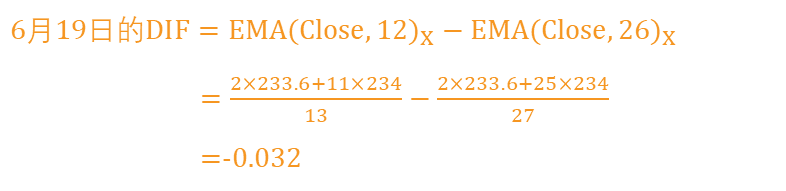 6月19日的DIF = EMA(Close, 12)X − EMA(Close, 26)X
= 2×233.6+11×234/13 − 2×233.6+25×234/27
=-0.032